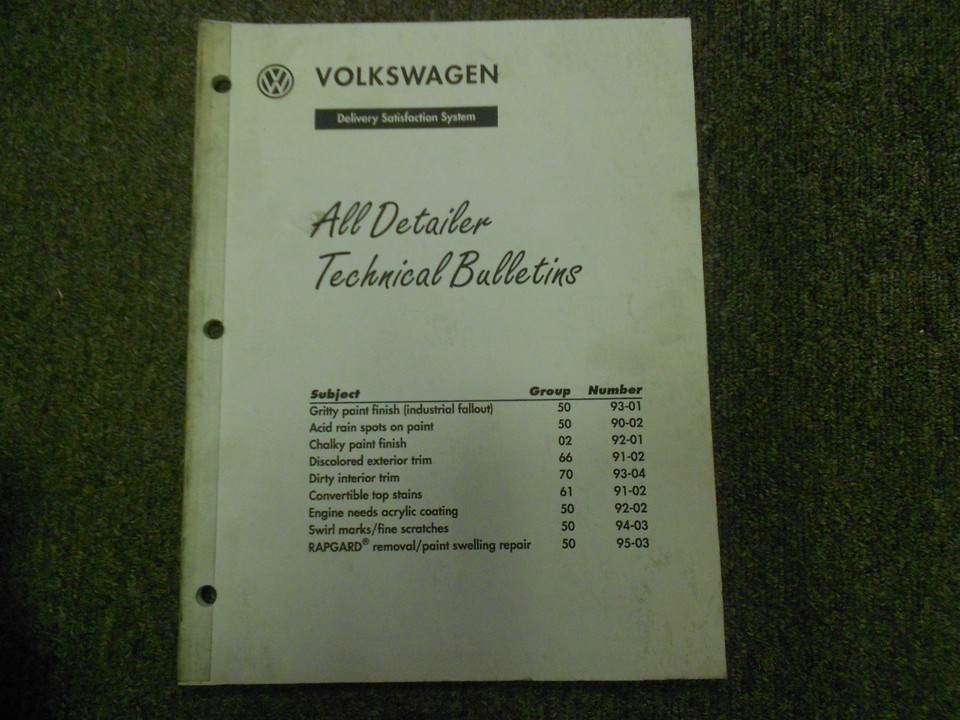 VOLKSWAGEN
Delivery Satisfaction System
All Detailer
Technical Bulletins
Subject Group Number
Gritty paint finish (industrial fallout) 50 93-01
Acid rain spots on paint 50 90-02
Chalky paint finish 02 92-01
Discolored exterior trim 66 91-02
Dirty interior trim 70 93-04
Convertible top stains 61 91-02
Engine needs acrylic coating 50 92-02
Swirl marks/fine scratches 50 94-03
RAPGARD® removal/paint swelling repair 50 95-03